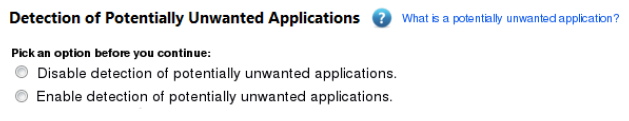 Detection of Potentially Unwanted Applications ? What is a potentially unwanted application?
Pick an option before you continue:
Disable detection of potentially unwanted applications.
Enable detection of potentially unwanted applications.